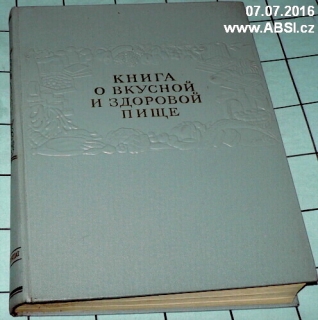 07.07.2016
www.ABSI.cz
КНИГА
О ВКУСНОЙ
И ЗДОРОВОЙ
ПИЩЕ